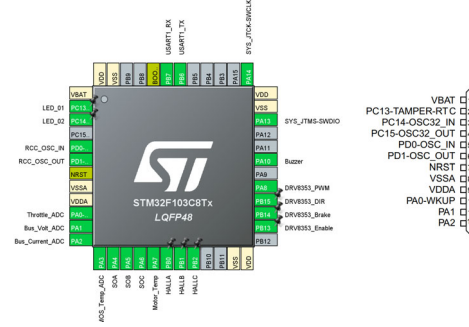 USART1_RX
USART1_TX
SYS_JTCK-SWCLK
VDD
VSS
PB9
PB8
BOO...
PB7
PB6
PB5
PB4
PB3
PA15
PA14
VBAT
LED_01 PC13...
LED_02 PC14...
PC15...
RCC_OSC_IN PD0-...
RCC_OSC_OUT PD1-...
NRST
VSSA
VDDA
Throttle_ADC PA0-...
Bus_Volt_ADC PA1
Bus_Current_ADC PA2
STM32F103C8Tx
LQFP48
VDD
VSS
PA13 SYS_JTMS-SWDIO
PA12
PA11
PA10 Buzzer
PA9
PA8 DRV8353_PWM
PB15 DRV8353_DIR
PB14 DRV8353_Brake
PB13 DRV8353_Enable
PB12
PA3
PA4
PA5
PA6
PA7
PB0
PB1
PB2
PB10
PB11
VSS
VDD
MOS_Temp_ADC
SOA
SOB
SOC
Motor_Temp
HALLA
HALLB
HALLC
VBAT
PC13-TAMPER-RTC
PC14-OSC32_IN
PC15-OSC32_OUT
PD0-OSC_IN
PD1-OSC_OUT
NRST
VSSA
VDDA
PA0-WKUP
PA1
PA2